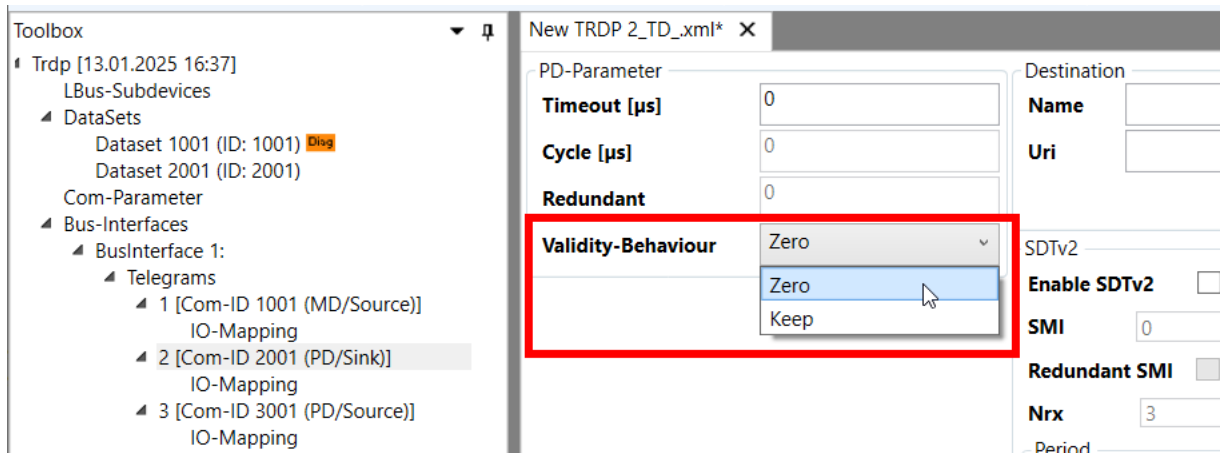 Toolbox
Trdp [13.01.2025 16:37]
LBus-Subdevices
DataSets
Dataset 1001 (ID: 1001) Diag
Dataset 2001 (ID: 2001)
Com-Parameter
Bus-Interfaces
BusInterface 1:
Telegrams
1 [Com-ID 1001 (MD/Source)]
IO-Mapping
2 [Com-ID 2001 (PD/Sink)]
IO-Mapping
3 [Com-ID 3001 (PD/Source)]
IO-Mapping
New TRDP 2_TD_.xml*
PD-Parameter
Timeout [µs] 0
Cycle [µs] 0
Redundant 0
Validity-Behaviour Zero
Zero
Keep
Destination
Name
Uri
SDTv2
Enable SDTv2
SMI 0
Redundant SMI
Nrx 3
Period